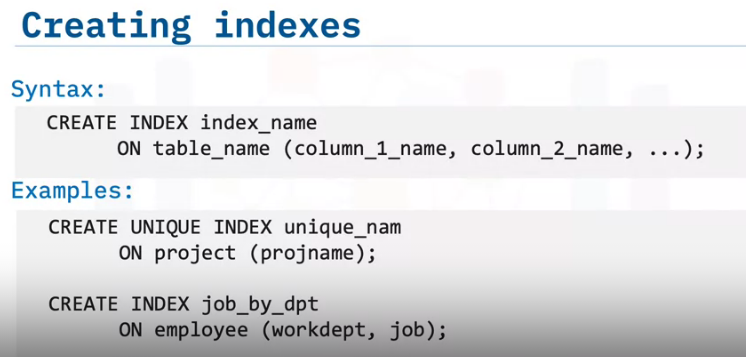 Creating indexes
Syntax:
CREATE INDEX index_name
ON table_name (column_1_name, column_2_name, ...);
Examples:
CREATE UNIQUE INDEX unique_nam
ON project (projname);
CREATE INDEX job_by_dpt
ON employee (workdept, job);